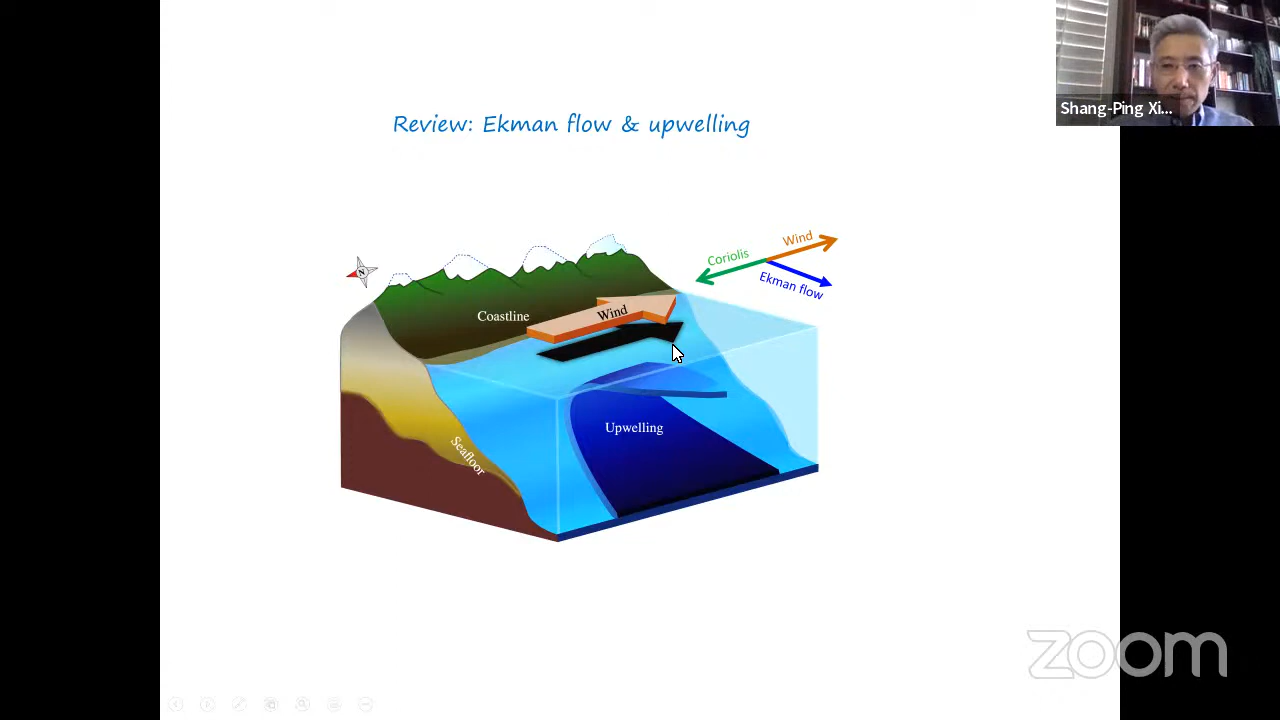 Shang-Ping Xi...
Review: Ekman flow & upwelling
Wind
Coriolis
Ekman flow
N
Coastline
Wind
Upwelling
Seafloor
zoom